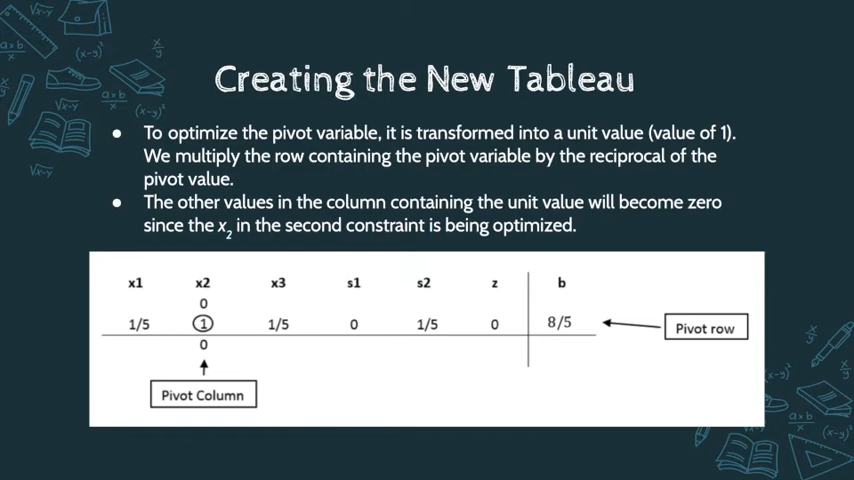 Creating the New Tableau
● To optimize the pivot variable, it is transformed into a unit value (value of 1).
We multiply the row containing the pivot variable by the reciprocal of the
pivot value.
● The other values in the column containing the unit value will become zero
since the x2 in the second constraint is being optimized.
x1 x2 x3 s1 s2 z b
0
1/5 1 1/5 0 1/5 0 8/5
Pivot row
0
Pivot Column
√x-y
(x-y)
a×b
x
x
y
x
y
a×b
x
√x-y
(x-y)
√x-y
x
y
x
y
(x-y)
a×b
x
(x-y)
√x-y